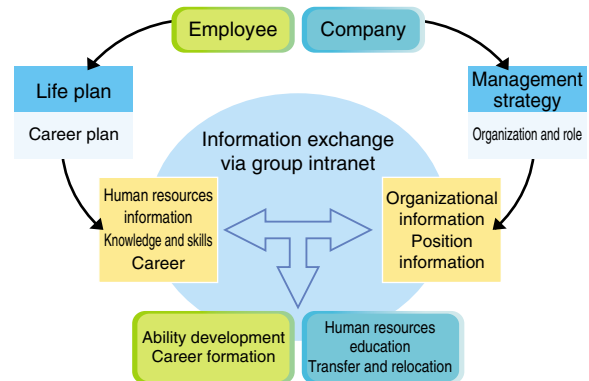 Employee
Company
Life plan
Career plan
Management
strategy
Organization and role
Information exchange
via group intranet
Human resources
information
Knowledge and skills
Career
Organizational
information
Position
information
Ability development
Career formation
Human resources
education
Transfer and relocation